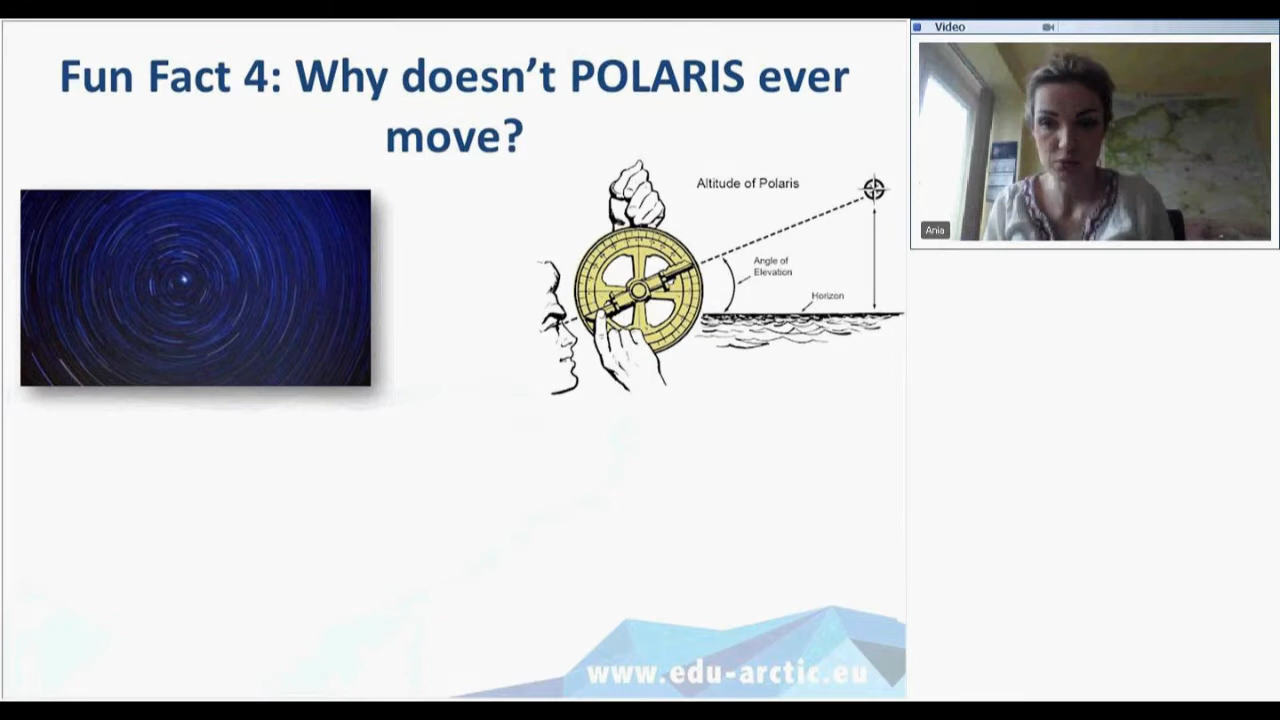 Fun Fact 4: Why doesn't POLARIS ever
move?
Altitude of Polaris
Angle of
Elevation
Horizon
www.edu-arctic.eu
Video
Ania